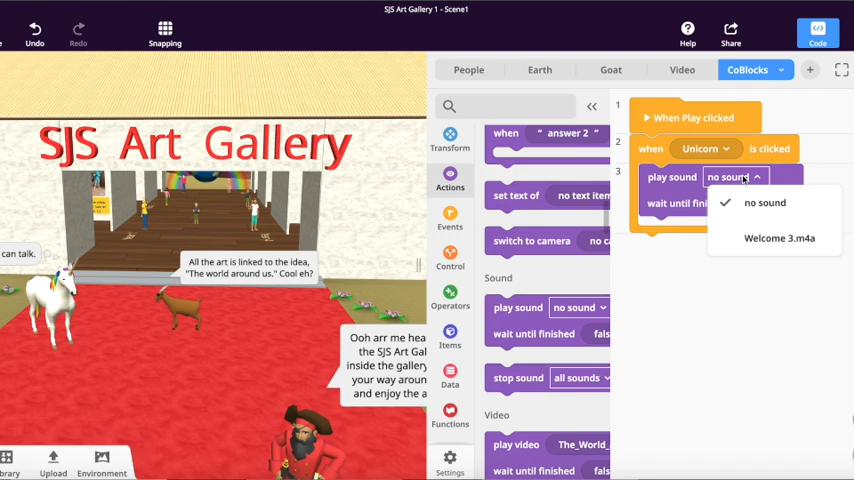 SJS Art Gallery 1 - Scene1
Undo
Redo
Snapping
Help
Share
Code
People
Earth
Goat
Video
CoBlocks
SJS Art Gallery
can talk.
All the art is linked to the idea,
"The world around us." Cool eh?
Ooh arr me hea
the SJS Art Gal
inside the gallery
your way aroun
and enjoy the a
brary
Upload
Environment
Transform
Actions
Events
Control
Operators
Items
Data
Functions
Settings
when " answer 2 "
set text of no text item
switch to camera no ca
Sound
play sound no sound
wait until finished fals
stop sound all sounds
Video
play video The_World_
wait until finished fals
1
When Play clicked
2
when Unicorn is clicked
3
play sound no sound
wait until fini
no sound
Welcome 3.m4a